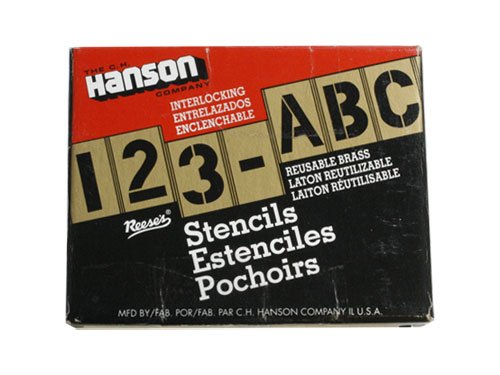 THE C.H.
Hanson
COMPANY
INTERLOCKING
ENTRELAZADOS
ENCLENCHABLE
123-ABC
REUSABLE BRASS
LATON REUTILIZABLE
LAITON RÉUTILISABLE
Reese's®
Stencils
Estenciles
Pochoirs
MFD BY/FAB. POR/FAB. PAR C.H. HANSON COMPANY IL U.S.A.